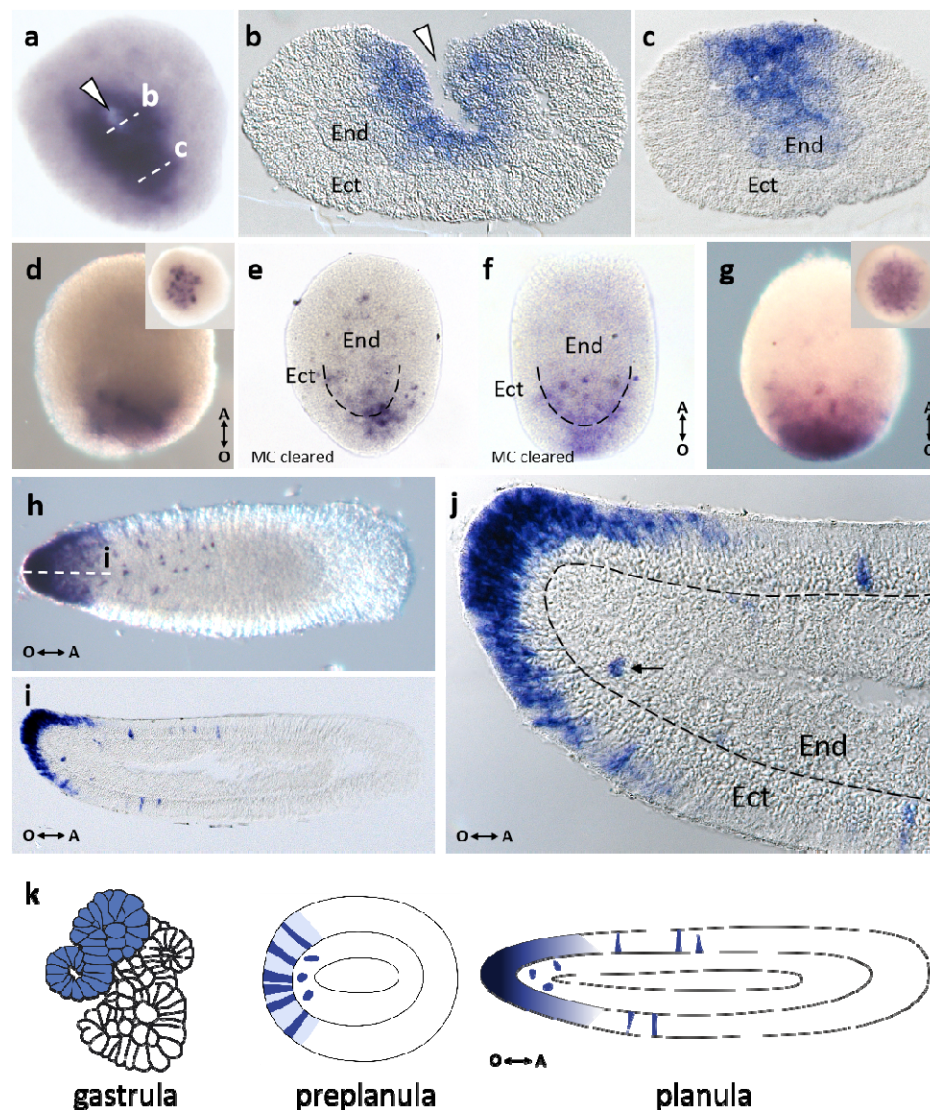 a
b
c
b
c
End
Ect
End
Ect
d
A
O
e
End
Ect
MC cleared
f
End
Ect
MC cleared
A
O
g
A
O
h
i
O A
j
End
Ect
i
O A
k
gastrula
preplanula
O A
planula